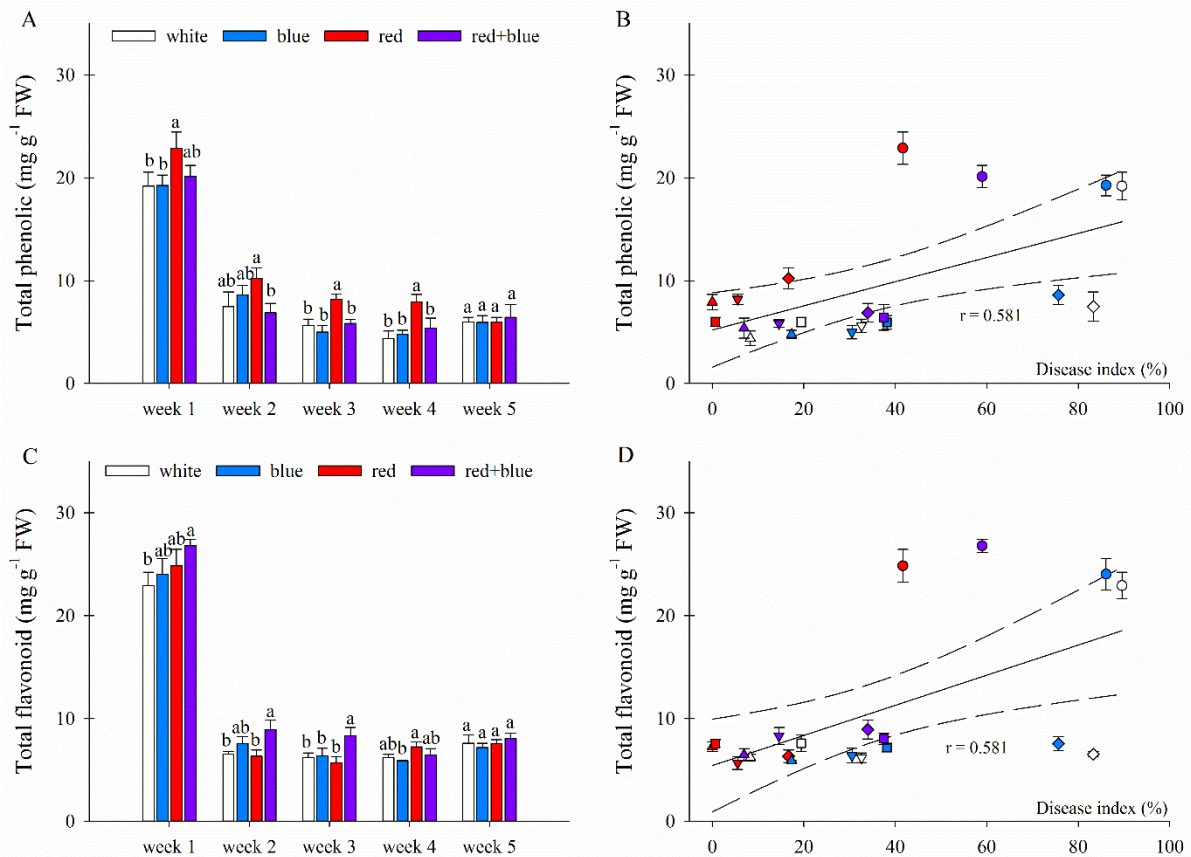 A
white blue red red+blue
Total phenolic (mg g⁻¹ FW)
30
20
10
0
b b a ab
ab ab a b
b b a b
b b a b
a a a a
week 1 week 2 week 3 week 4 week 5
B
Total phenolic (mg g⁻¹ FW)
30
20
10
0
r = 0.581
Disease index (%)
0 20 40 60 80 100
C
white blue red red+blue
Total flavonoid (mg g⁻¹ FW)
30
20
10
0
b ab ab a
b ab b a
b b b a
ab b a ab
a a a a
week 1 week 2 week 3 week 4 week 5
D
Total flavonoid (mg g⁻¹ FW)
30
20
10
0
r = 0.581
Disease index (%)
0 20 40 60 80 100